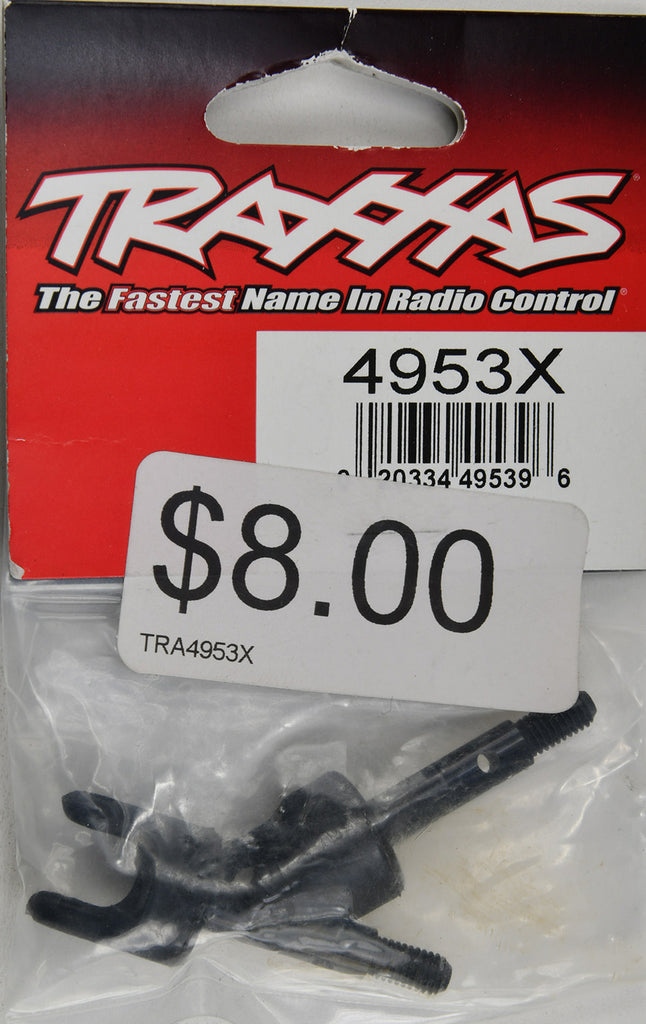 TRAXXAS®
The Fastest Name In Radio Control®
4953X
20334 49539 6
$8.00
TRA4953X